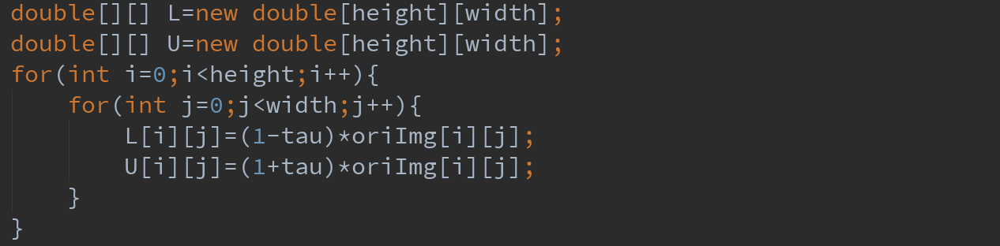 double[][] L=new double[height][width];
double[][] U=new double[height][width];
for(int i=0;i<height;i++){
    for(int j=0;j<width;j++){
        L[i][j]=(1-tau)*oriImg[i][j];
        U[i][j]=(1+tau)*oriImg[i][j];
    }
}